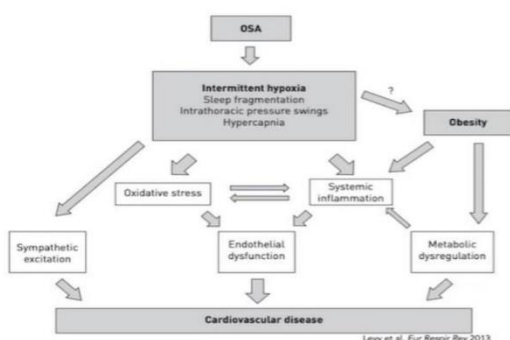 OSA
Intermittent hypoxia
Sleep fragmentation
Intrathoracic pressure swings
Hypercapnia
?
Obesity
Oxidative stress
Systemic
inflammation
Sympathetic
excitation
Endothelial
dysfunction
Metabolic
dysregulation
Cardiovascular disease
Levy et al. Eur Respir Rev 2013